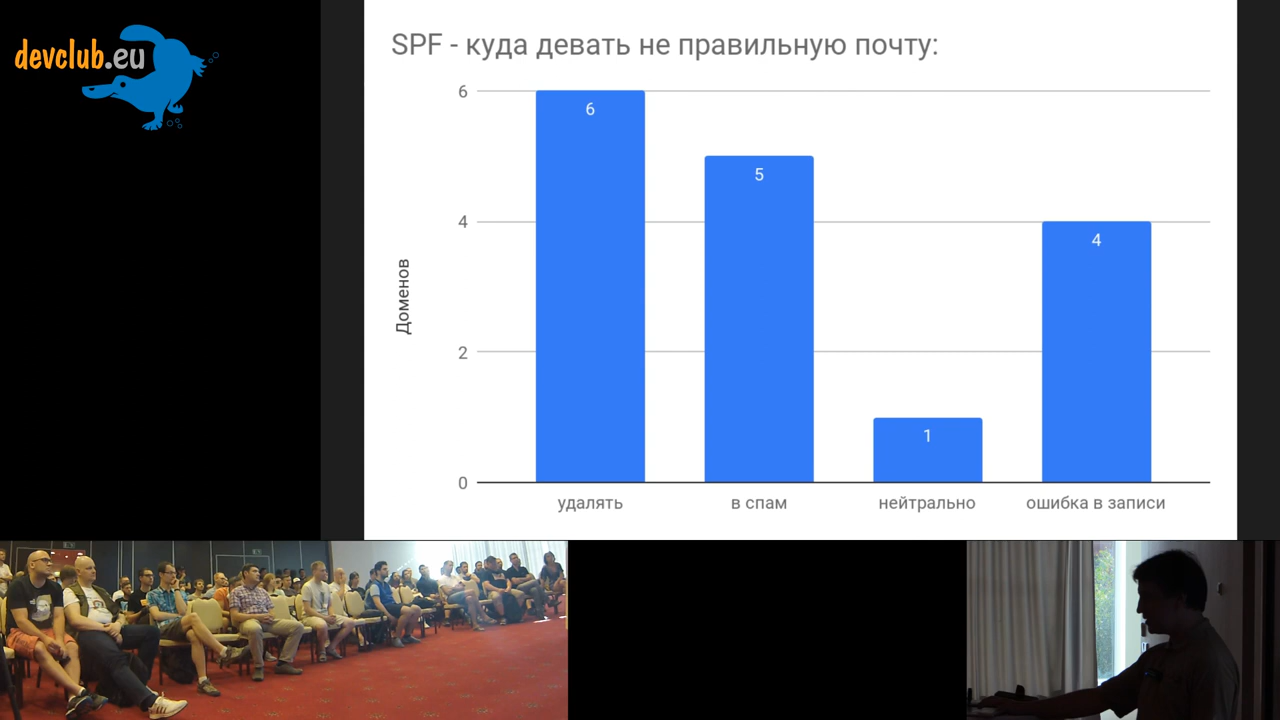 devclub.eu
SPF - куда девать не правильную почту:
Доменов
6
4
2
0
6
5
1
4
удалять
в спам
нейтрально
ошибка в записи